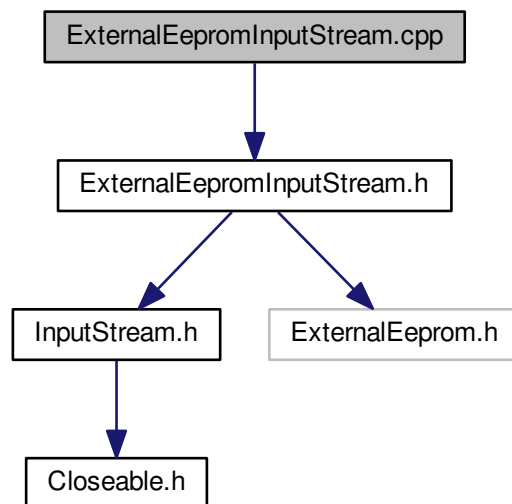 ExternalEepromInputStream.cpp
ExternalEepromInputStream.h
InputStream.h
ExternalEeprom.h
Closeable.h